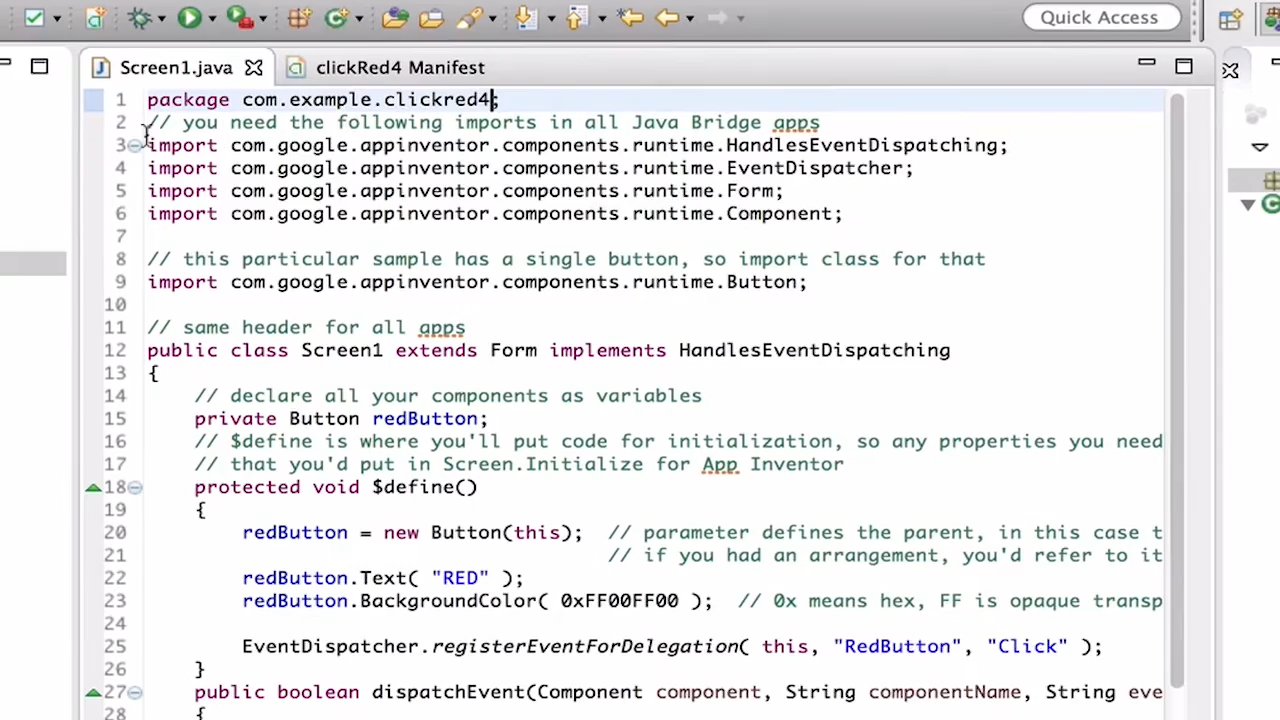 Quick Access
Screen1.java
clickRed4 Manifest
1 package com.example.clickred4;
2 // you need the following imports in all Java Bridge apps
3 import com.google.appinventor.components.runtime.HandlesEventDispatching;
4 import com.google.appinventor.components.runtime.EventDispatcher;
5 import com.google.appinventor.components.runtime.Form;
6 import com.google.appinventor.components.runtime.Component;
7
8 // this particular sample has a single button, so import class for that
9 import com.google.appinventor.components.runtime.Button;
10
11 // same header for all apps
12 public class Screen1 extends Form implements HandlesEventDispatching
13 {
14 // declare all your components as variables
15 private Button redButton;
16 // $define is where you'll put code for initialization, so any properties you need
17 // that you'd put in Screen.Initialize for App Inventor
18 protected void $define()
19 {
20 redButton = new Button(this); // parameter defines the parent, in this case t
21 // if you had an arrangement, you'd refer to it
22 redButton.Text( "RED" );
23 redButton.BackgroundColor( 0xFF00FF00 ); // 0x means hex, FF is opaque transp
24
25 EventDispatcher.registerEventForDelegation( this, "RedButton", "Click" );
26 }
27 public boolean dispatchEvent(Component component, String componentName, String eve
28 {